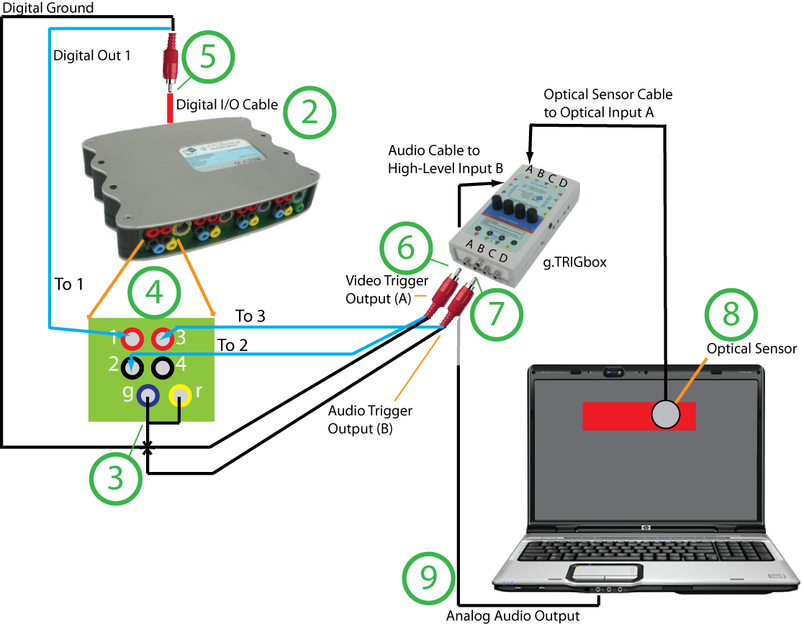 Digital Ground
Digital Out 1
5
Digital I/O Cable
2
Optical Sensor Cable
to Optical Input A
Audio Cable to
High-Level Input B
A B C D
A B C D
g.TRIGbox
6
Video Trigger
Output (A)
7
To 1
4
To 3
To 2
1
3
2
4
g
r
8
Optical Sensor
Audio Trigger
Output (B)
3
9
Analog Audio Output
hp